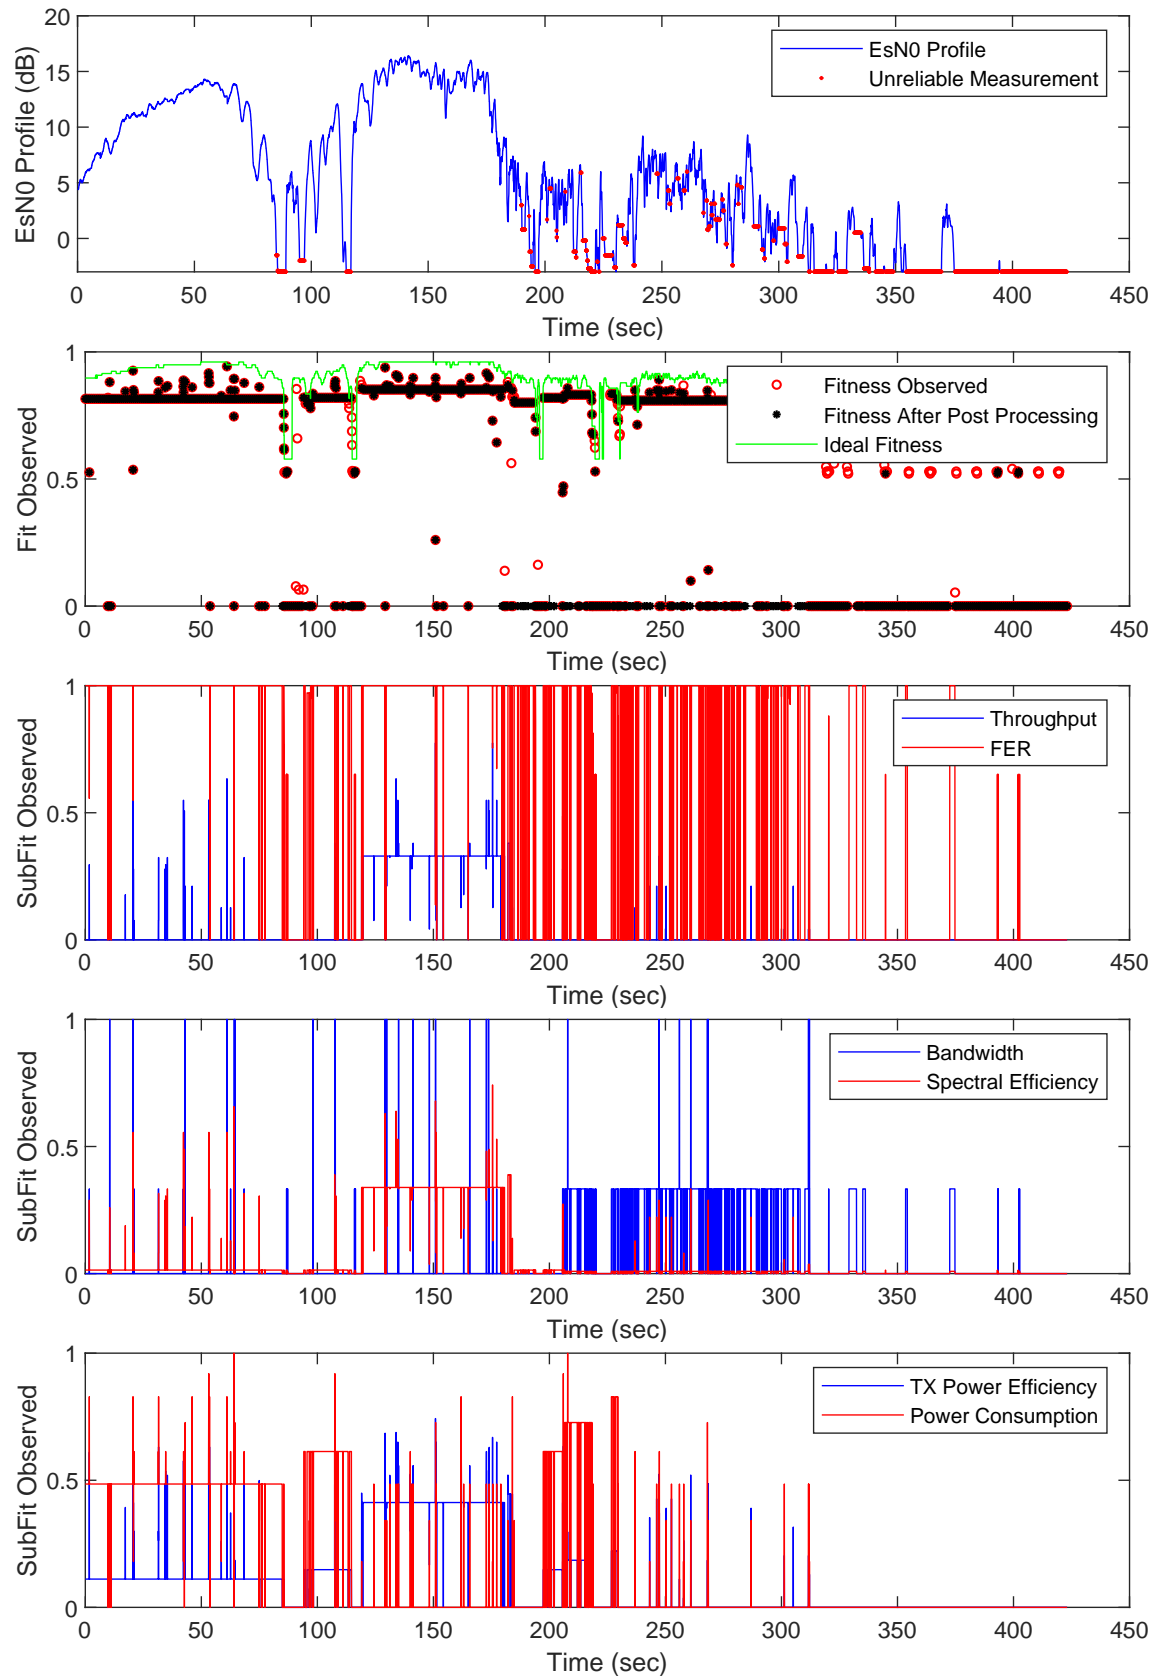 20
15
10
5
0
EsN0 Profile (dB)
EsN0 Profile
Unreliable Measurement
0 50 100 150 200 250 300 350 400 450
Time (sec)
1
0.5
0
Fit Observed
Fitness Observed
Fitness After Post Processing
Ideal Fitness
0 50 100 150 200 250 300 350 400 450
Time (sec)
1
0.5
0
SubFit Observed
Throughput
FER
0 50 100 150 200 250 300 350 400 450
Time (sec)
1
0.5
0
SubFit Observed
Bandwidth
Spectral Efficiency
0 50 100 150 200 250 300 350 400 450
Time (sec)
1
0.5
0
SubFit Observed
TX Power Efficiency
Power Consumption
0 50 100 150 200 250 300 350 400 450
Time (sec)